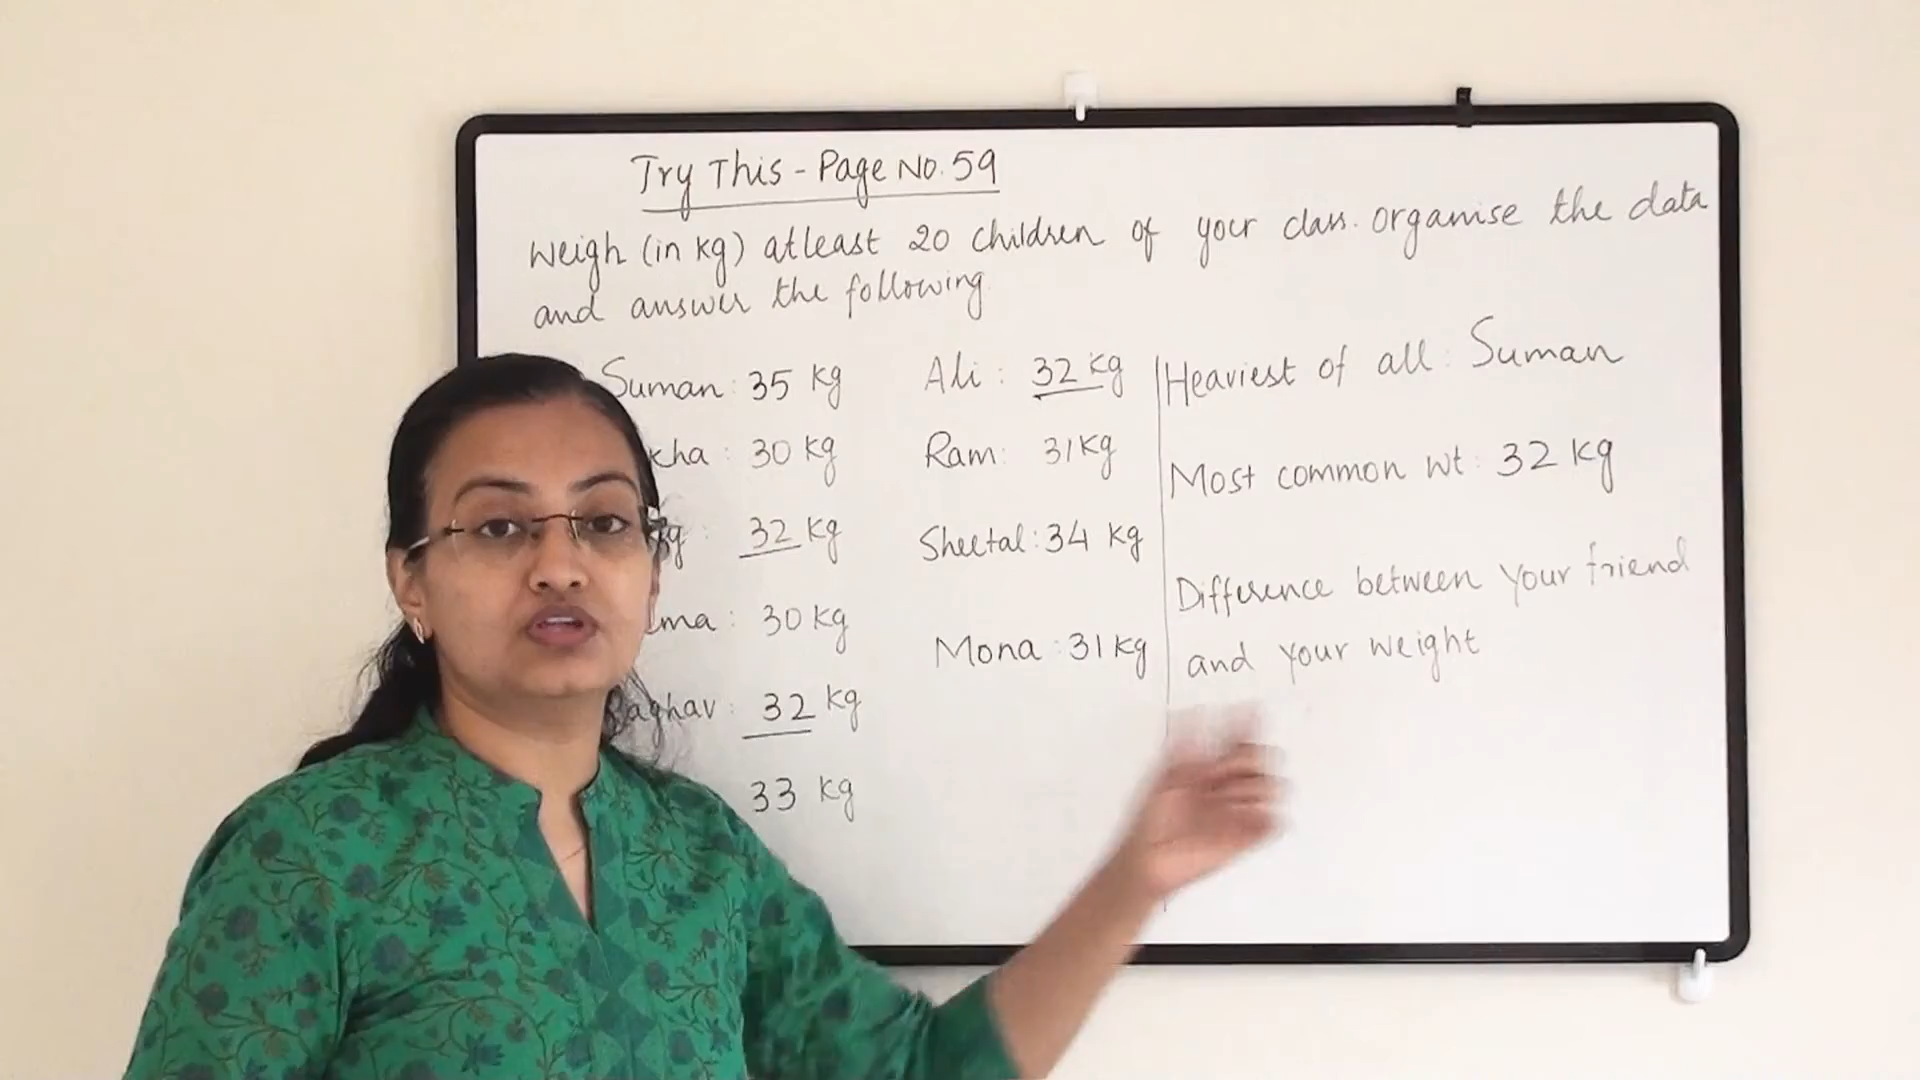 Try This - Page No. 59
Weigh (in kg) atleast 20 children of your class. organise the data
and answer the following
Suman : 35 kg
kha : 30 kg
g : 32 kg
ma : 30 kg
Raghav : 32 kg
33 kg
Ali : 32 kg
Ram : 31 kg
Sheetal : 34 kg
Mona : 31 kg
Heaviest of all : Suman
Most common wt : 32 kg
Difference between your friend
and your weight